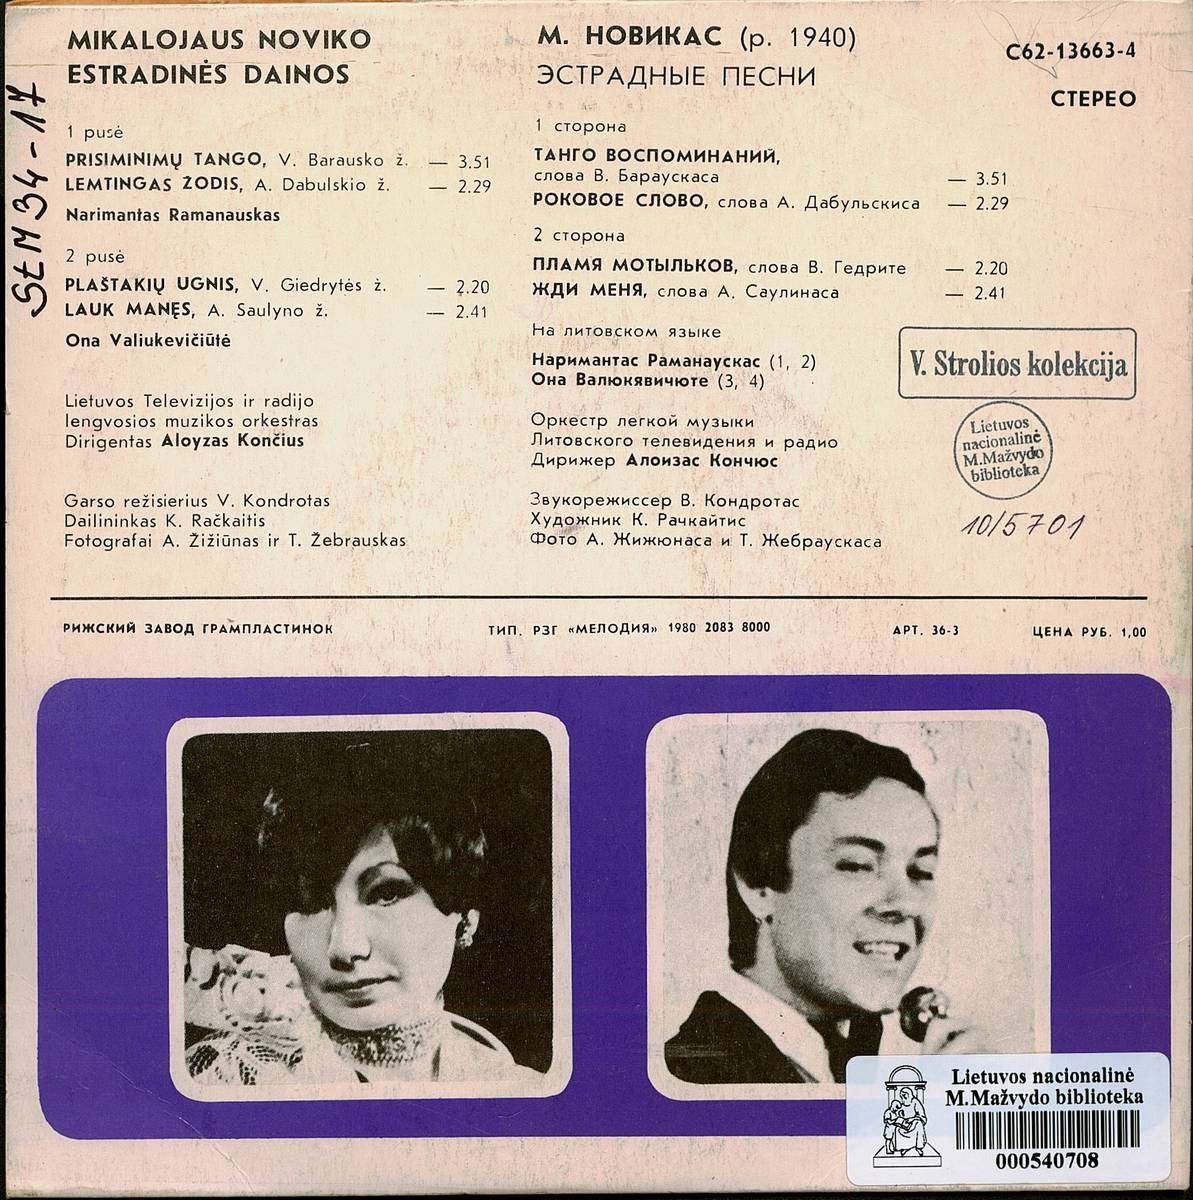 MIKALOJAUS NOVIKO
ESTRADINĖS DAINOS
1 pusė
PRISIMINIMŲ TANGO, V. Barausko ž. — 3.51
LEMTINGAS ŽODIS, A. Dabulskio ž. — 2.29
Narimantas Ramanauskas
2 pusė
PLAŠTAKIŲ UGNIS, V. Giedrytės ž. — 2.20
LAUK MANĘS, A. Saulyno ž. — 2.41
Ona Valiukevičiūtė
Lietuvos Televizijos ir radijo
lengvosios muzikos orkestras
Dirigentas Aloyzas Končius
Garso režisierius V. Kondrotas
Dailininkas K. Račkaitis
Fotografai A. Žižiūnas ir T. Žebrauskas
М. НОВИКАС (р. 1940)
ЭСТРАДНЫЕ ПЕСНИ
1 сторона
ТАНГО ВОСПОМИНАНИЙ,
слова В. Бараускаса — 3.51
РОКОВОЕ СЛОВО, слова А. Дабульскиса — 2.29
2 сторона
ПЛАМЯ МОТЫЛЬКОВ, слова В. Гедрите — 2.20
ЖДИ МЕНЯ, слова А. Саулинаса — 2.41
На литовском языке
Наримантас Раманаускас (1, 2)
Она Валюкявичюте (3, 4)
Оркестр легкой музыки
Литовского телевидения и радио
Дирижер Алоизас Кончюс
Звукорежиссер В. Кондротас
Художник К. Рачкайтис
Фото А. Жижюнаса и Т. Жебраускаса
С62-13663-4
СТЕРЕО
V. Strolios kolekcija
Lietuvos
nacionalinė
M.Mažvydo
biblioteka
10/5701
StM 34-17
РИЖСКИЙ ЗАВОД ГРАМПЛАСТИНОК ТИП. РЗГ «МЕЛОДИЯ» 1980 2083 8000 АРТ. 36-3 ЦЕНА РУБ. 1,00
Lietuvos nacionalinė
M.Mažvydo biblioteka
000540708